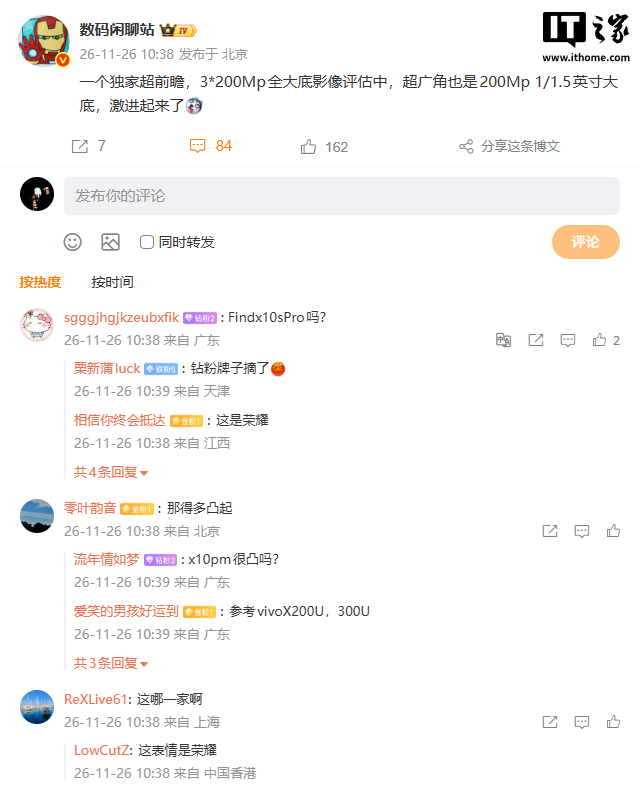 数码闲聊站 IV
26-11-26 10:38 发布于 北京
IT之家
www.ithome.com
一个独家超前瞻，3*200Mp全大底影像评估中，超广角也是200Mp 1/1.5英寸大
底，激进起来了
7 84 162 分享这条博文
发布你的评论
同时转发 评论
按热度 按时间
sgggjhgjkzeubxfik 钻粉2 : Findx10sPro吗?
26-11-26 10:38 来自 广东 2
栗新蒲luck 铁粉5 : 钻粉牌子摘了
26-11-26 10:39 来自 天津
相信你终会抵达 金粉1 : 这是荣耀
26-11-26 10:38 来自 江西
共4条回复
零叶韵音 金粉1 : 那得多凸起
26-11-26 10:38 来自 北京
流年情如梦 钻粉3 : x10pm很凸吗?
26-11-26 10:39 来自 广东
爱笑的男孩好运到 金粉1 : 参考vivoX200U，300U
26-11-26 10:39 来自 广东
共3条回复
ReXLive61: 这哪一家啊
26-11-26 10:38 来自 上海
LowCutZ: 这表情是荣耀
26-11-26 10:38 来自 中国香港